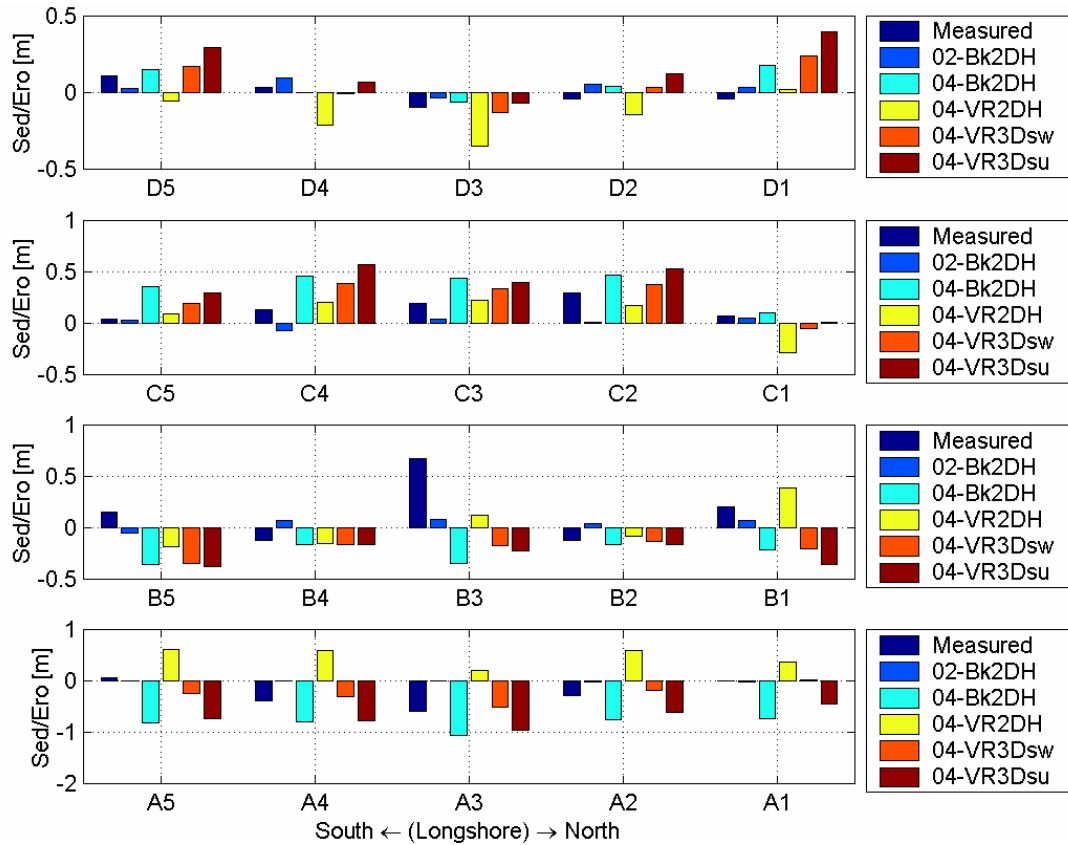 Sed/Ero [m]
0.5
0
-0.5
D5 D4 D3 D2 D1
Measured
02-Bk2DH
04-Bk2DH
04-VR2DH
04-VR3Dsw
04-VR3Dsu
Sed/Ero [m]
1
0.5
0
-0.5
C5 C4 C3 C2 C1
Measured
02-Bk2DH
04-Bk2DH
04-VR2DH
04-VR3Dsw
04-VR3Dsu
Sed/Ero [m]
1
0.5
0
-0.5
B5 B4 B3 B2 B1
Measured
02-Bk2DH
04-Bk2DH
04-VR2DH
04-VR3Dsw
04-VR3Dsu
Sed/Ero [m]
1
0
-1
-2
A5 A4 A3 A2 A1
South ← (Longshore) → North
Measured
02-Bk2DH
04-Bk2DH
04-VR2DH
04-VR3Dsw
04-VR3Dsu